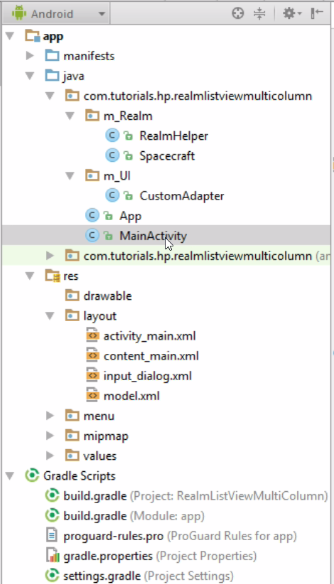 Android
app
manifests
java
com.tutorials.hp.realmlistviewmulticolumn
m_Realm
RealmHelper
Spacecraft
m_UI
CustomAdapter
App
MainActivity
com.tutorials.hp.realmlistviewmulticolumn (an
res
drawable
layout
activity_main.xml
content_main.xml
input_dialog.xml
model.xml
menu
mipmap
values
Gradle Scripts
build.gradle (Project: RealmListViewMultiColumn)
build.gradle (Module: app)
proguard-rules.pro (ProGuard Rules for app)
gradle.properties (Project Properties)
settings.gradle (Project Settings)